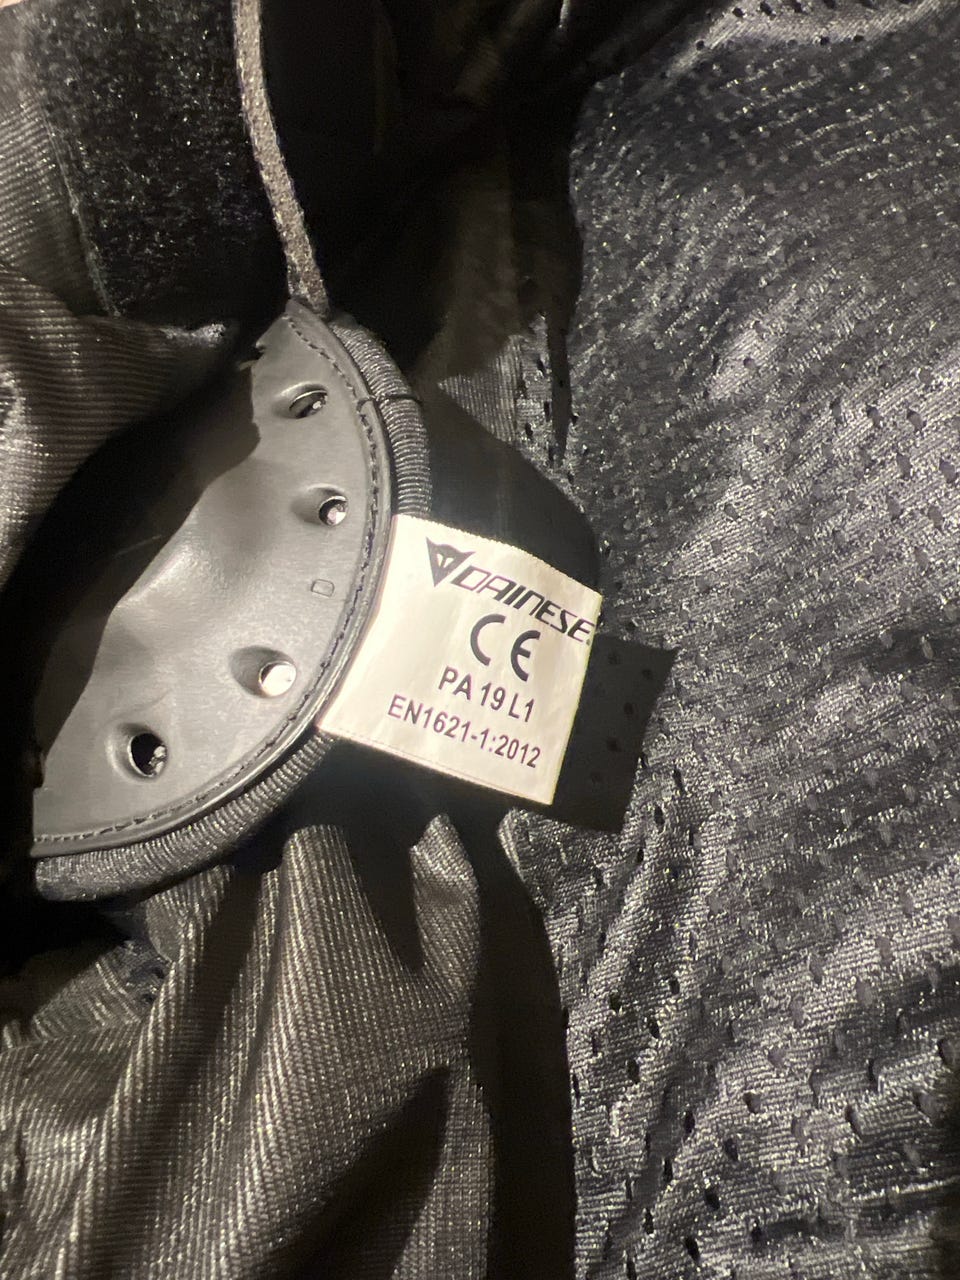 DAINESE
CE
PA 19 L1
EN1621-1:2012
D